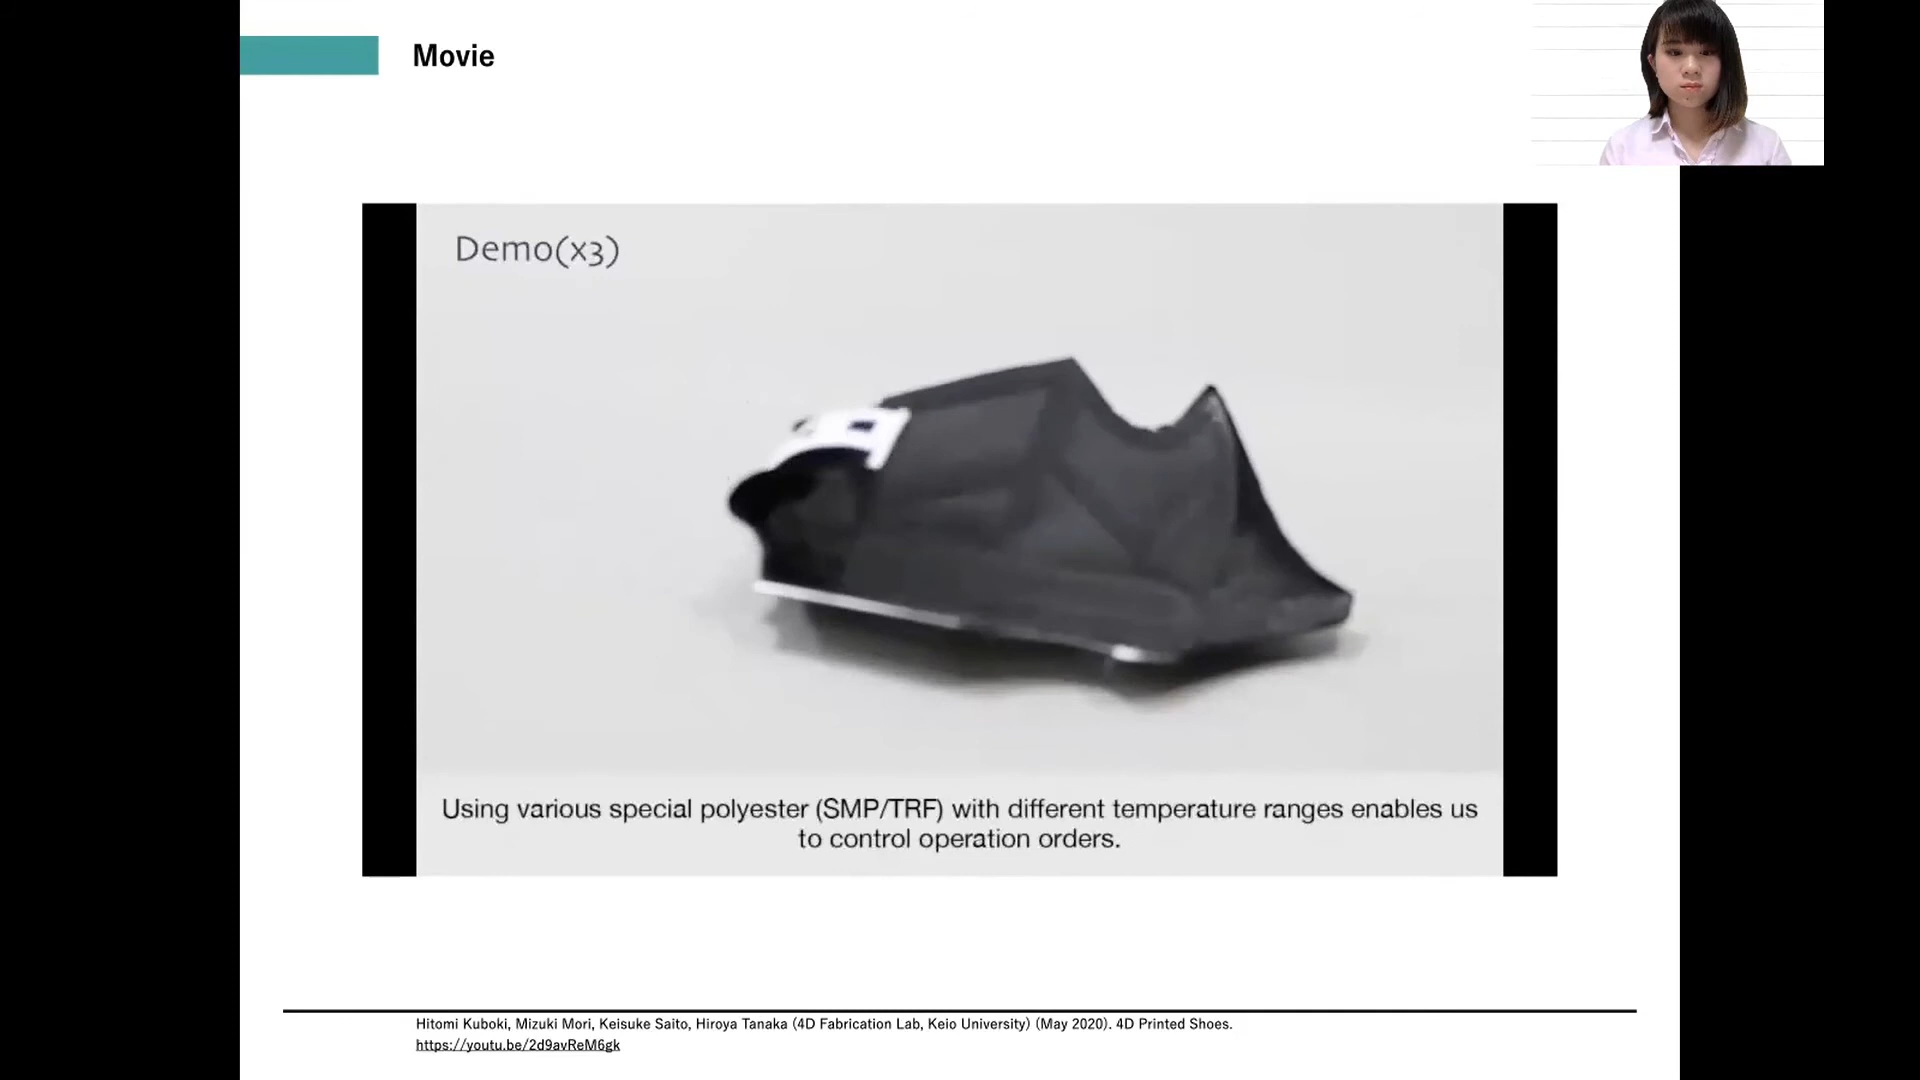 Movie
Demo(x3)
Using various special polyester (SMP/TRF) with different temperature ranges enables us
to control operation orders.
Hitomi Kuboki, Mizuki Mori, Keisuke Saito, Hiroya Tanaka (4D Fabrication Lab, Keio University) (May 2020). 4D Printed Shoes.
https://youtu.be/2d9avReM6gk